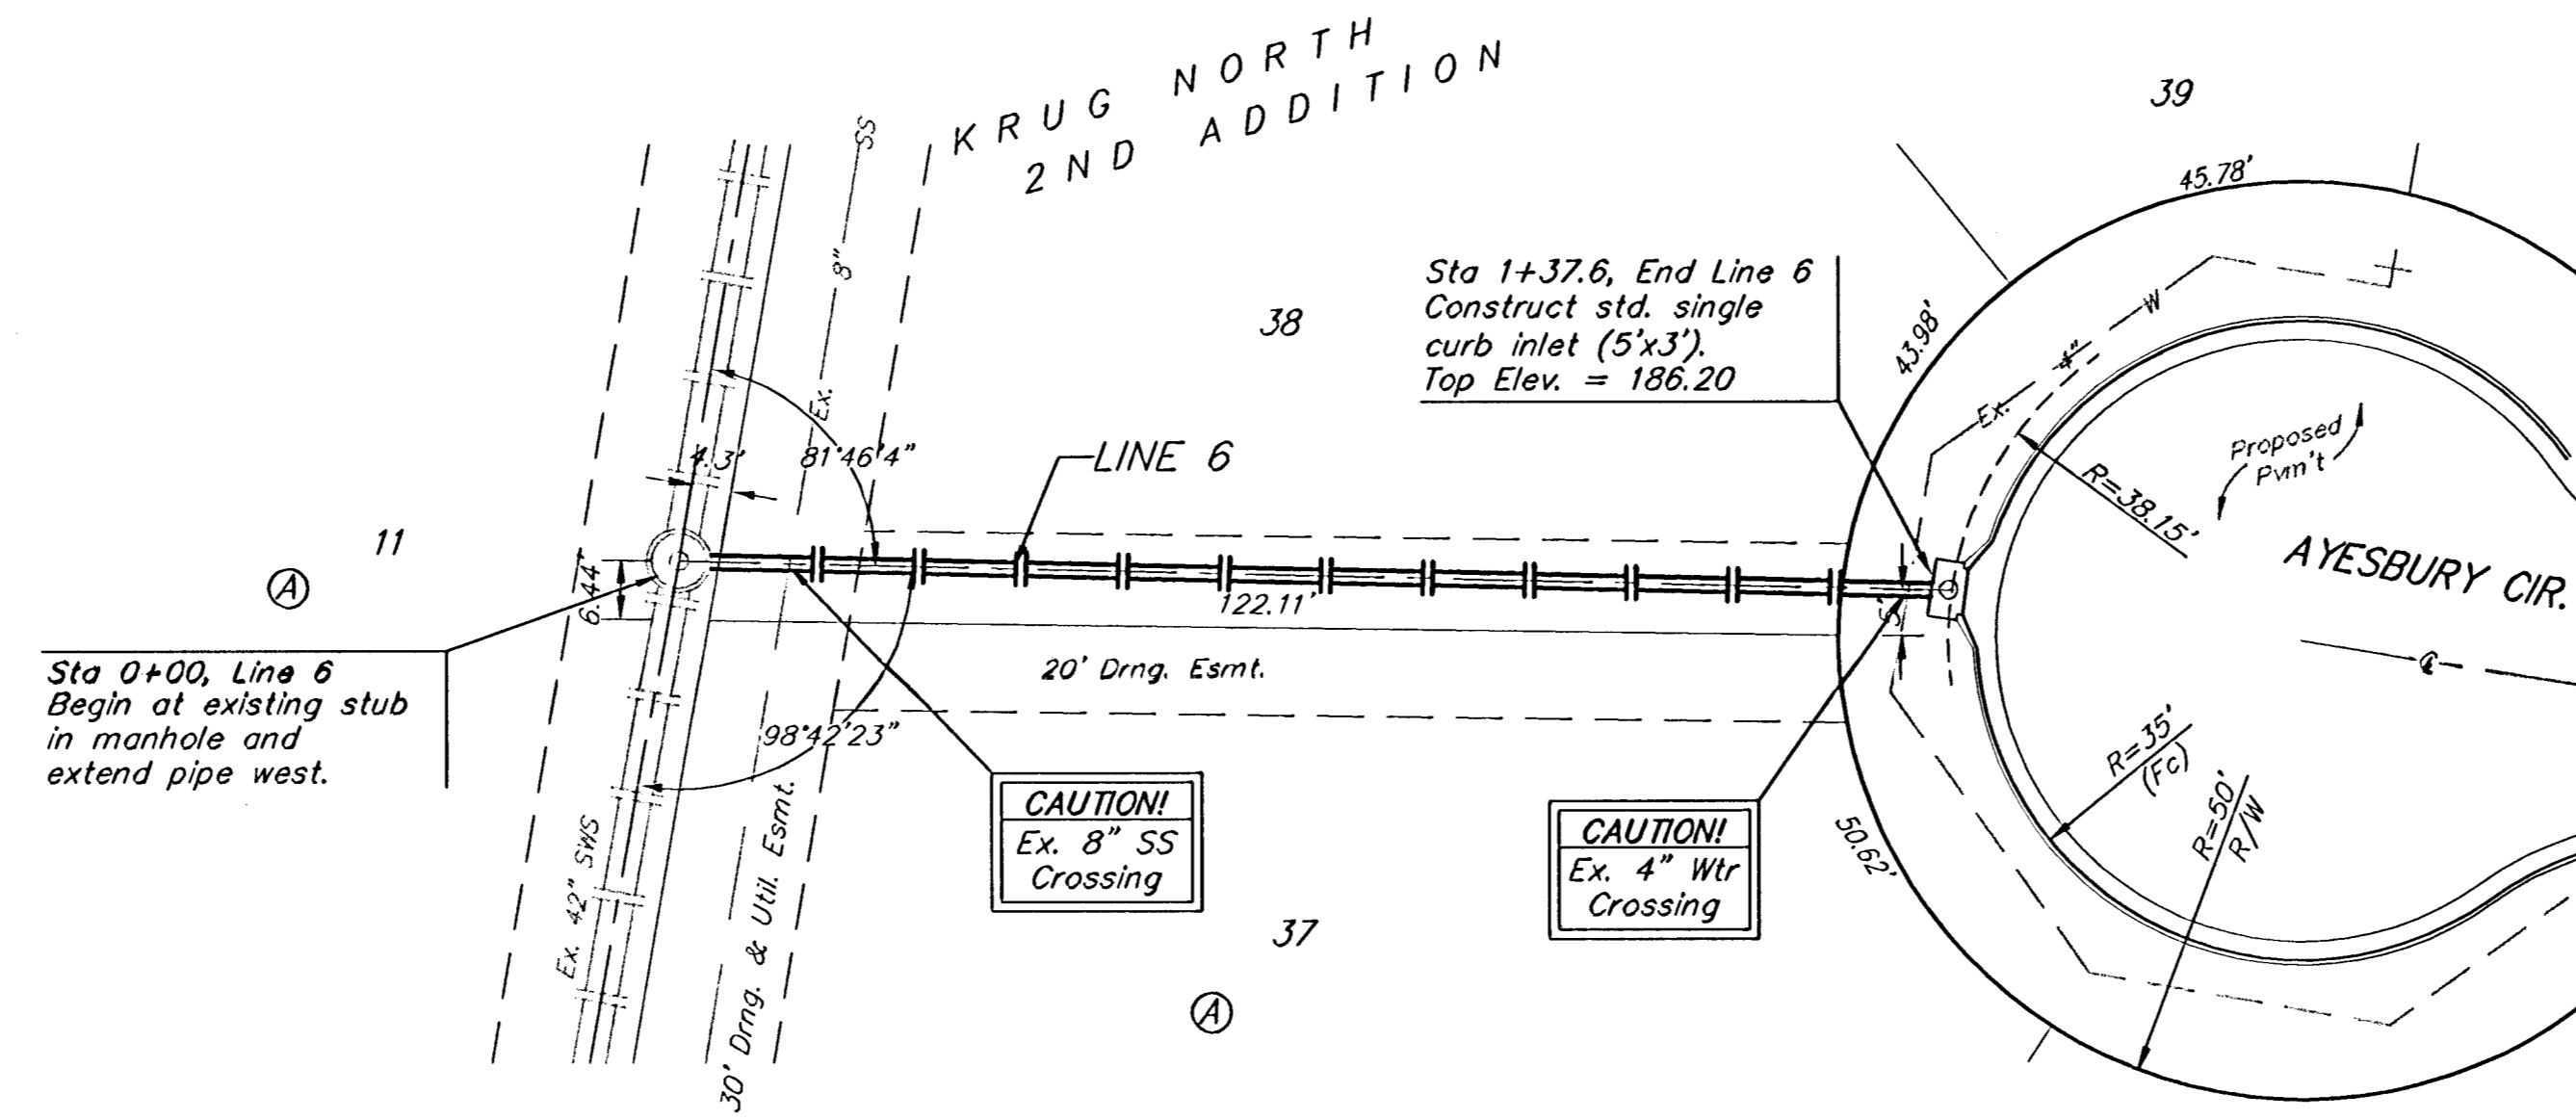 KRUG NORTH
2ND ADDITION
39
45.78'
SS
8"
Ex.
38
Sta 1+37.6, End Line 6
Construct std. single
curb inlet (5'x3').
Top Elev. = 186.20
43.98'
W
4"
Ex.
Proposed
Pvm't
R=38.15'
AYESBURY CIR.
4.3'
81°46'4"
LINE 6
11
A
6.44'
122.11'
5'
20' Drng. Esmt.
Sta 0+00, Line 6
Begin at existing stub
in manhole and
extend pipe west.
98°42'23"
CAUTION!
Ex. 8" SS
Crossing
CAUTION!
Ex. 4" Wtr
Crossing
R=35'
(Fc)
R=50'
R/W
50.62'
Ex. 42" SWS
30' Drng. & Util. Esmt.
37
A